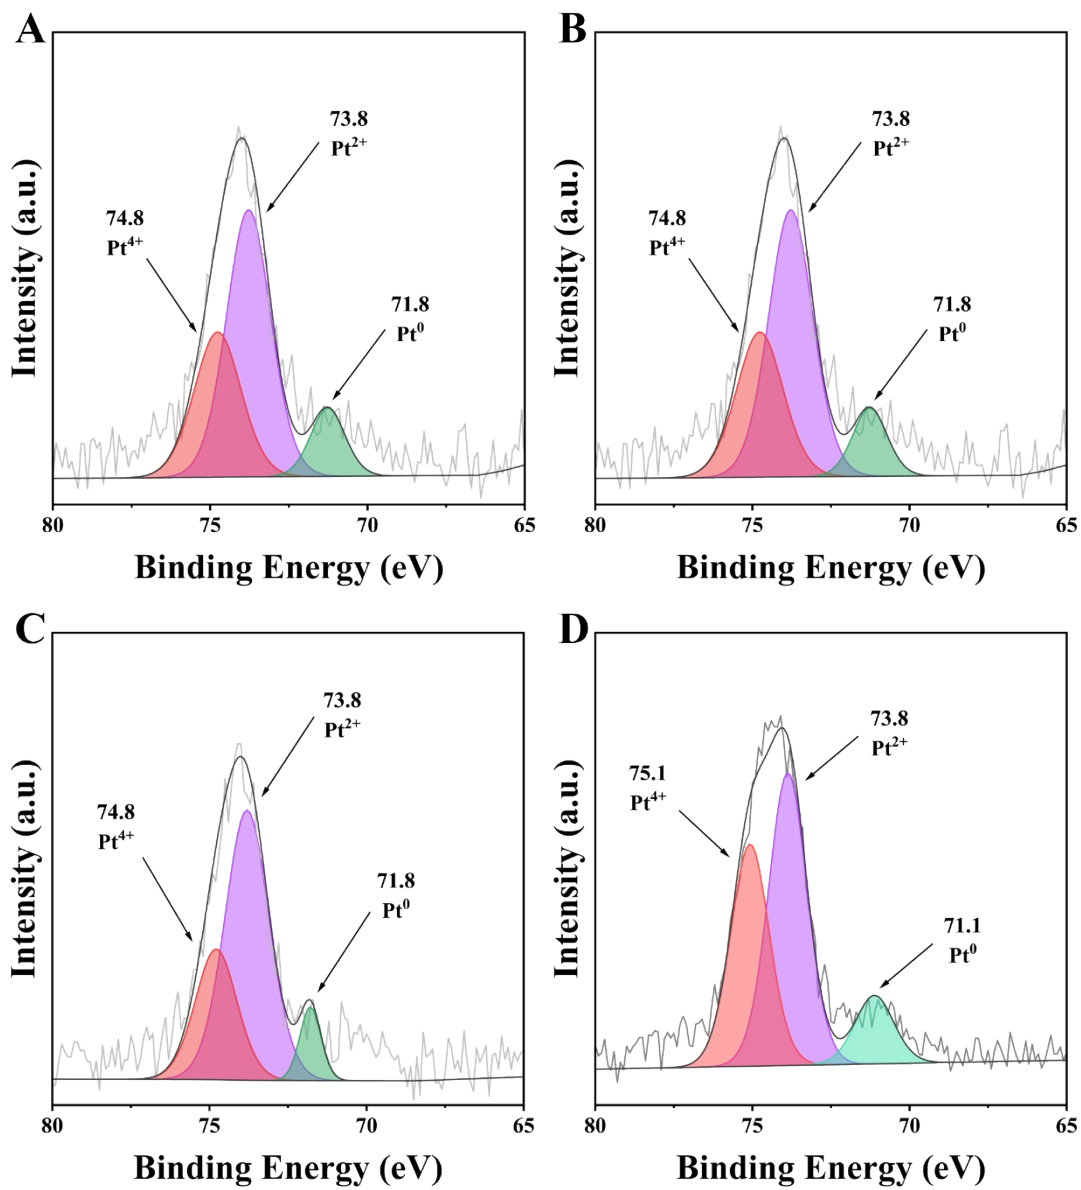 A
73.8
Pt²⁺
74.8
Pt⁴⁺
71.8
Pt⁰
Intensity (a.u.)
80 75 70 65
Binding Energy (eV)
B
73.8
Pt²⁺
74.8
Pt⁴⁺
71.8
Pt⁰
Intensity (a.u.)
80 75 70 65
Binding Energy (eV)
C
73.8
Pt²⁺
74.8
Pt⁴⁺
71.8
Pt⁰
Intensity (a.u.)
80 75 70 65
Binding Energy (eV)
D
73.8
Pt²⁺
75.1
Pt⁴⁺
71.1
Pt⁰
Intensity (a.u.)
80 75 70 65
Binding Energy (eV)